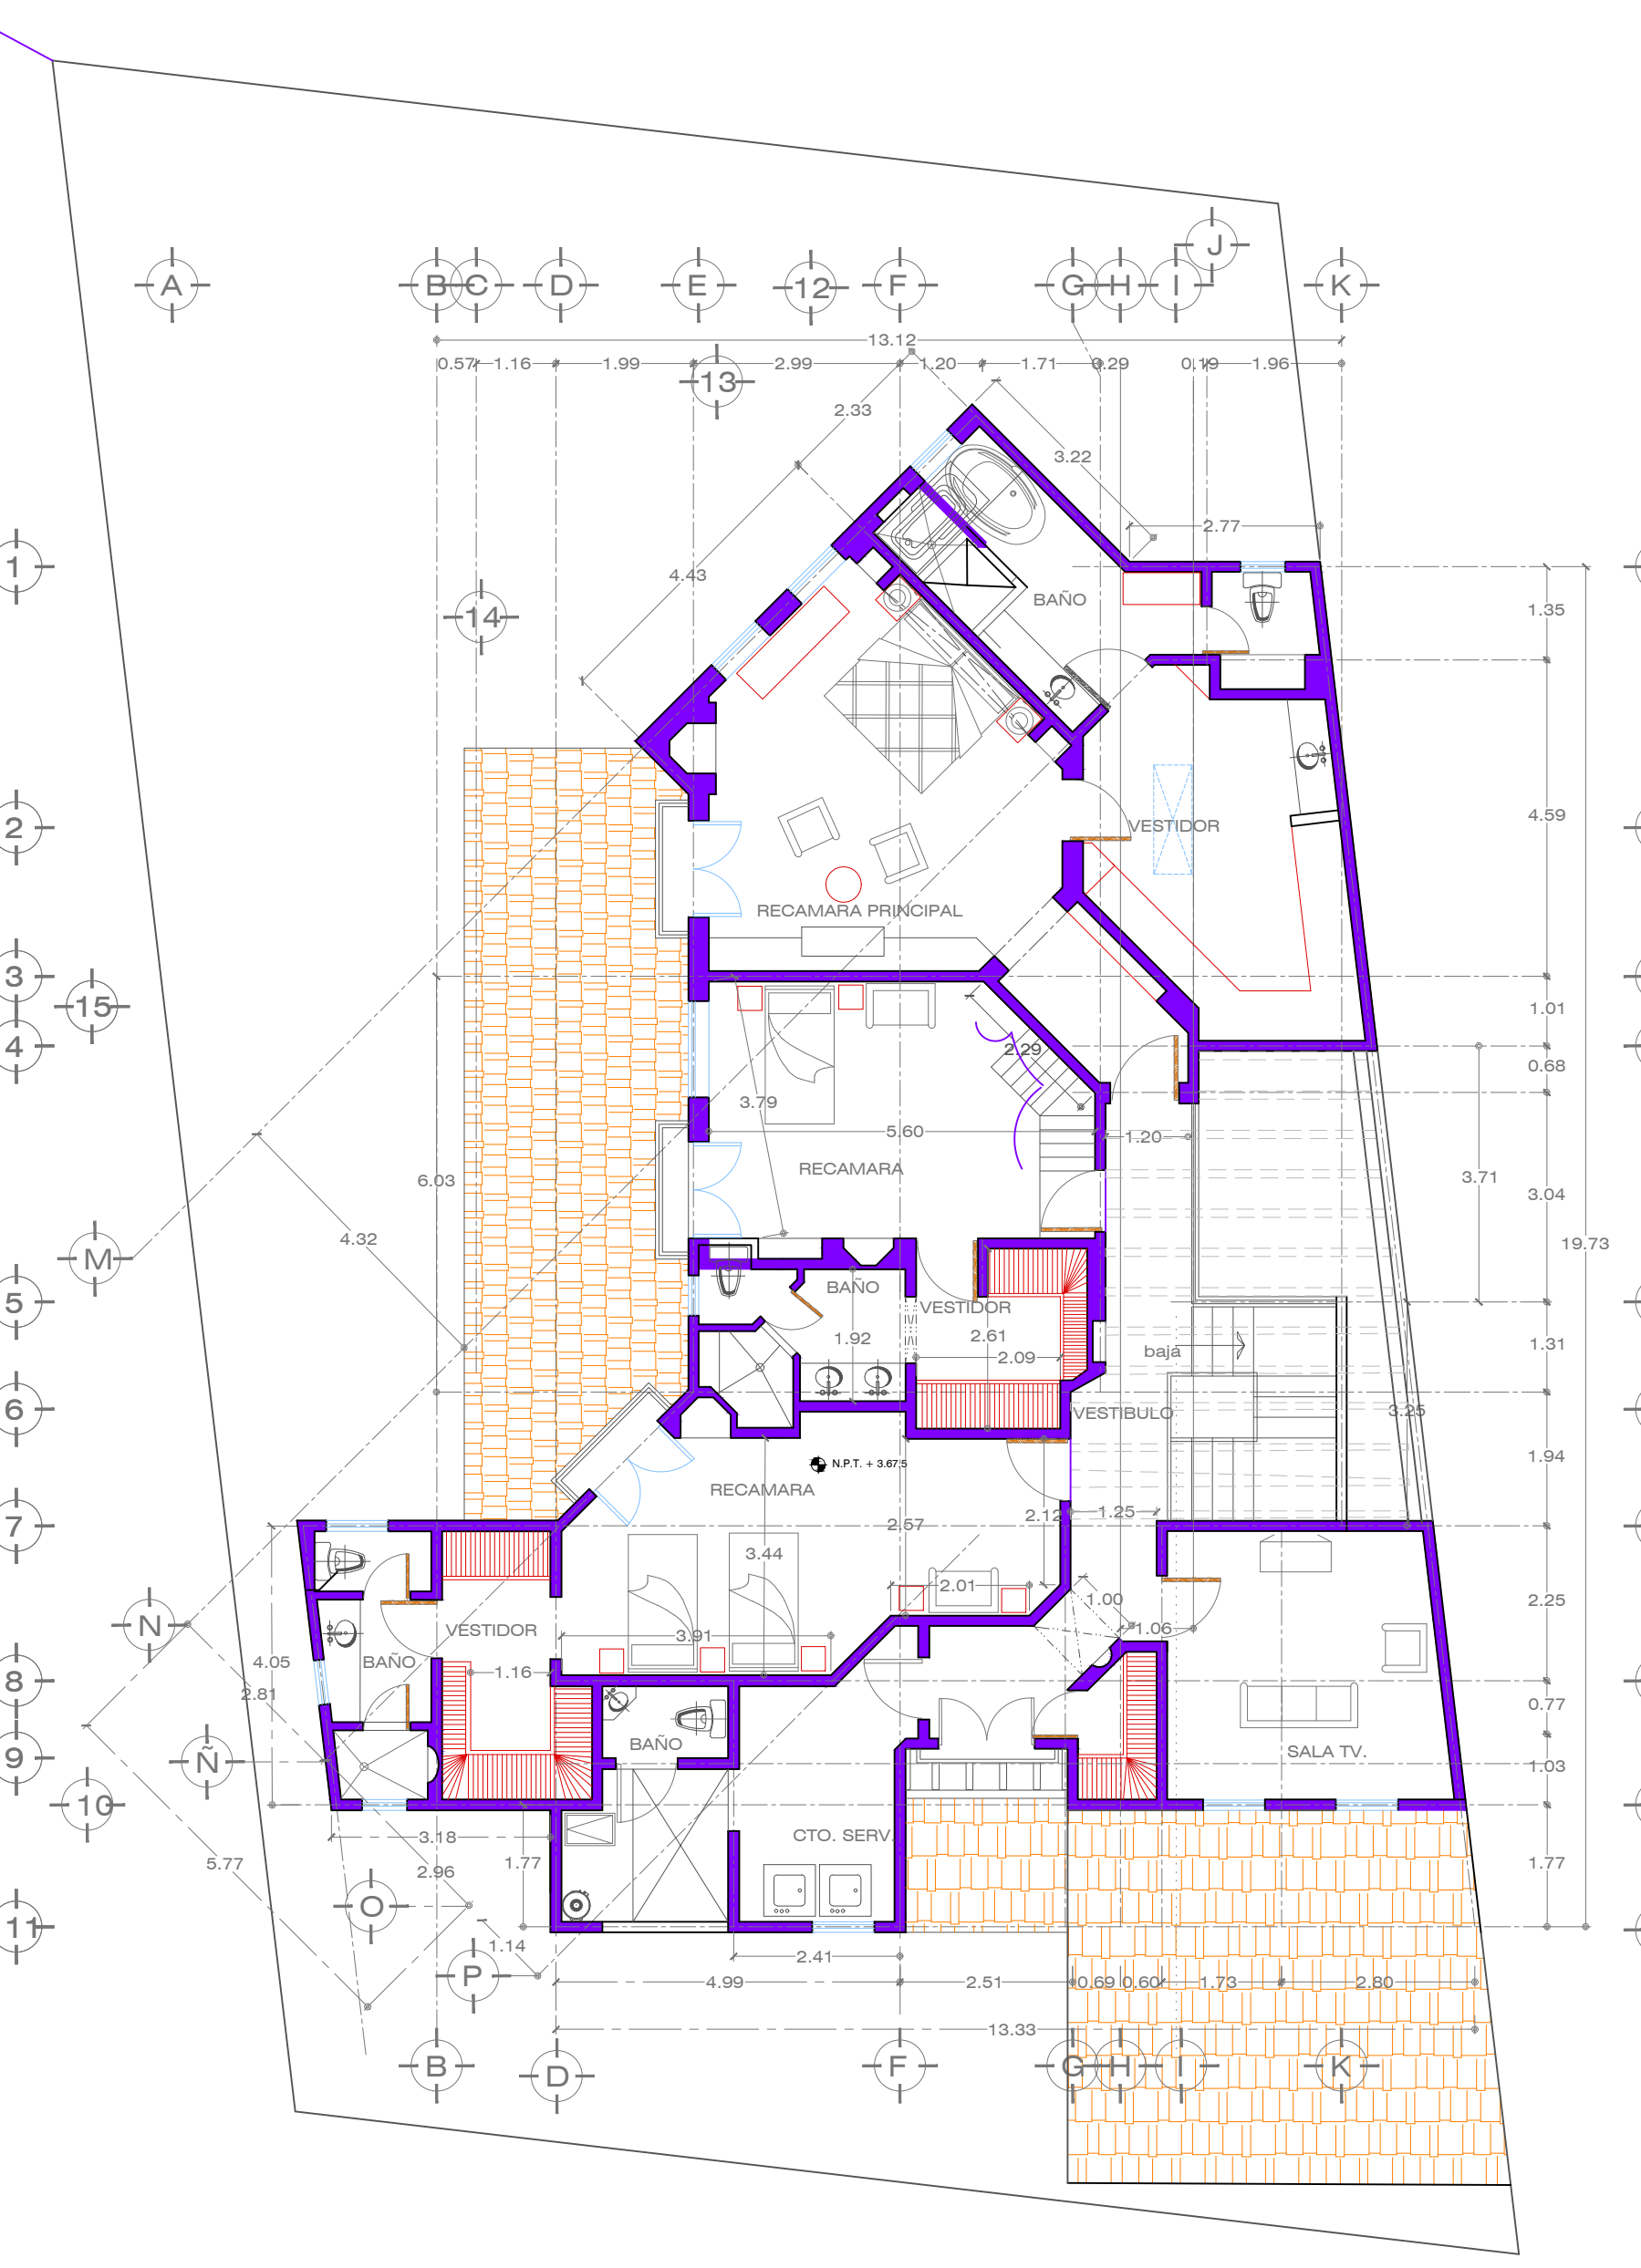 J
A B C D E 12 F G H I K
13.12
0.57 1.16 1.99 2.99 1.20 1.71 0.29 0.19 1.96
13
2.33
3.22
2.77
1
4.43
BAÑO
1.35
14
2
VESTIDOR
4.59
RECAMARA PRINCIPAL
3
15
1.01
4
2.29
0.68
3.79
5.60
1.20
RECAMARA
6.03
3.71
3.04
4.32
M
19.73
5
BAÑO
VESTIDOR
1.92
2.61
2.09
baja
1.31
6
VESTIBULO
3.25
N.P.T. + 3.67,5
RECAMARA
1.94
7
2.57
2.12
1.25
3.44
2.01
1.00
2.25
N
VESTIDOR
3.91
1.06
4.05
BAÑO
1.16
8
2.81
0.77
9
Ñ
BAÑO
SALA TV.
1.03
10
3.18
CTO. SERV.
5.77
2.96
1.77
1.77
O
11
1.14
2.41
P
4.99 2.51 0.69 0.60 1.73 2.80
13.33
B D F G H I K